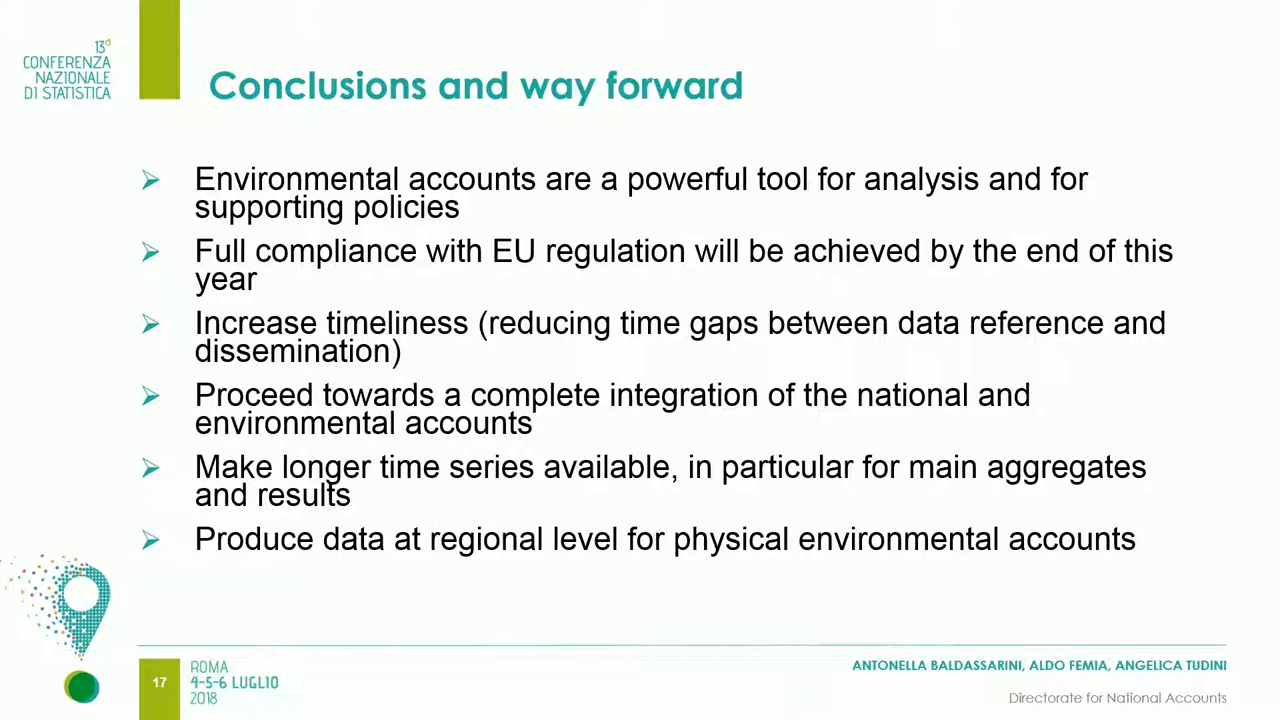 13ª
CONFERENZA
NAZIONALE
DI STATISTICA
Conclusions and way forward
Environmental accounts are a powerful tool for analysis and for
supporting policies
Full compliance with EU regulation will be achieved by the end of this
year
Increase timeliness (reducing time gaps between data reference and
dissemination)
Proceed towards a complete integration of the national and
environmental accounts
Make longer time series available, in particular for main aggregates
and results
Produce data at regional level for physical environmental accounts
17
ROMA
4-5-6 LUGLIO
2018
ANTONELLA BALDASSARINI, ALDO FEMIA, ANGELICA TUDINI
Directorate for National Accounts